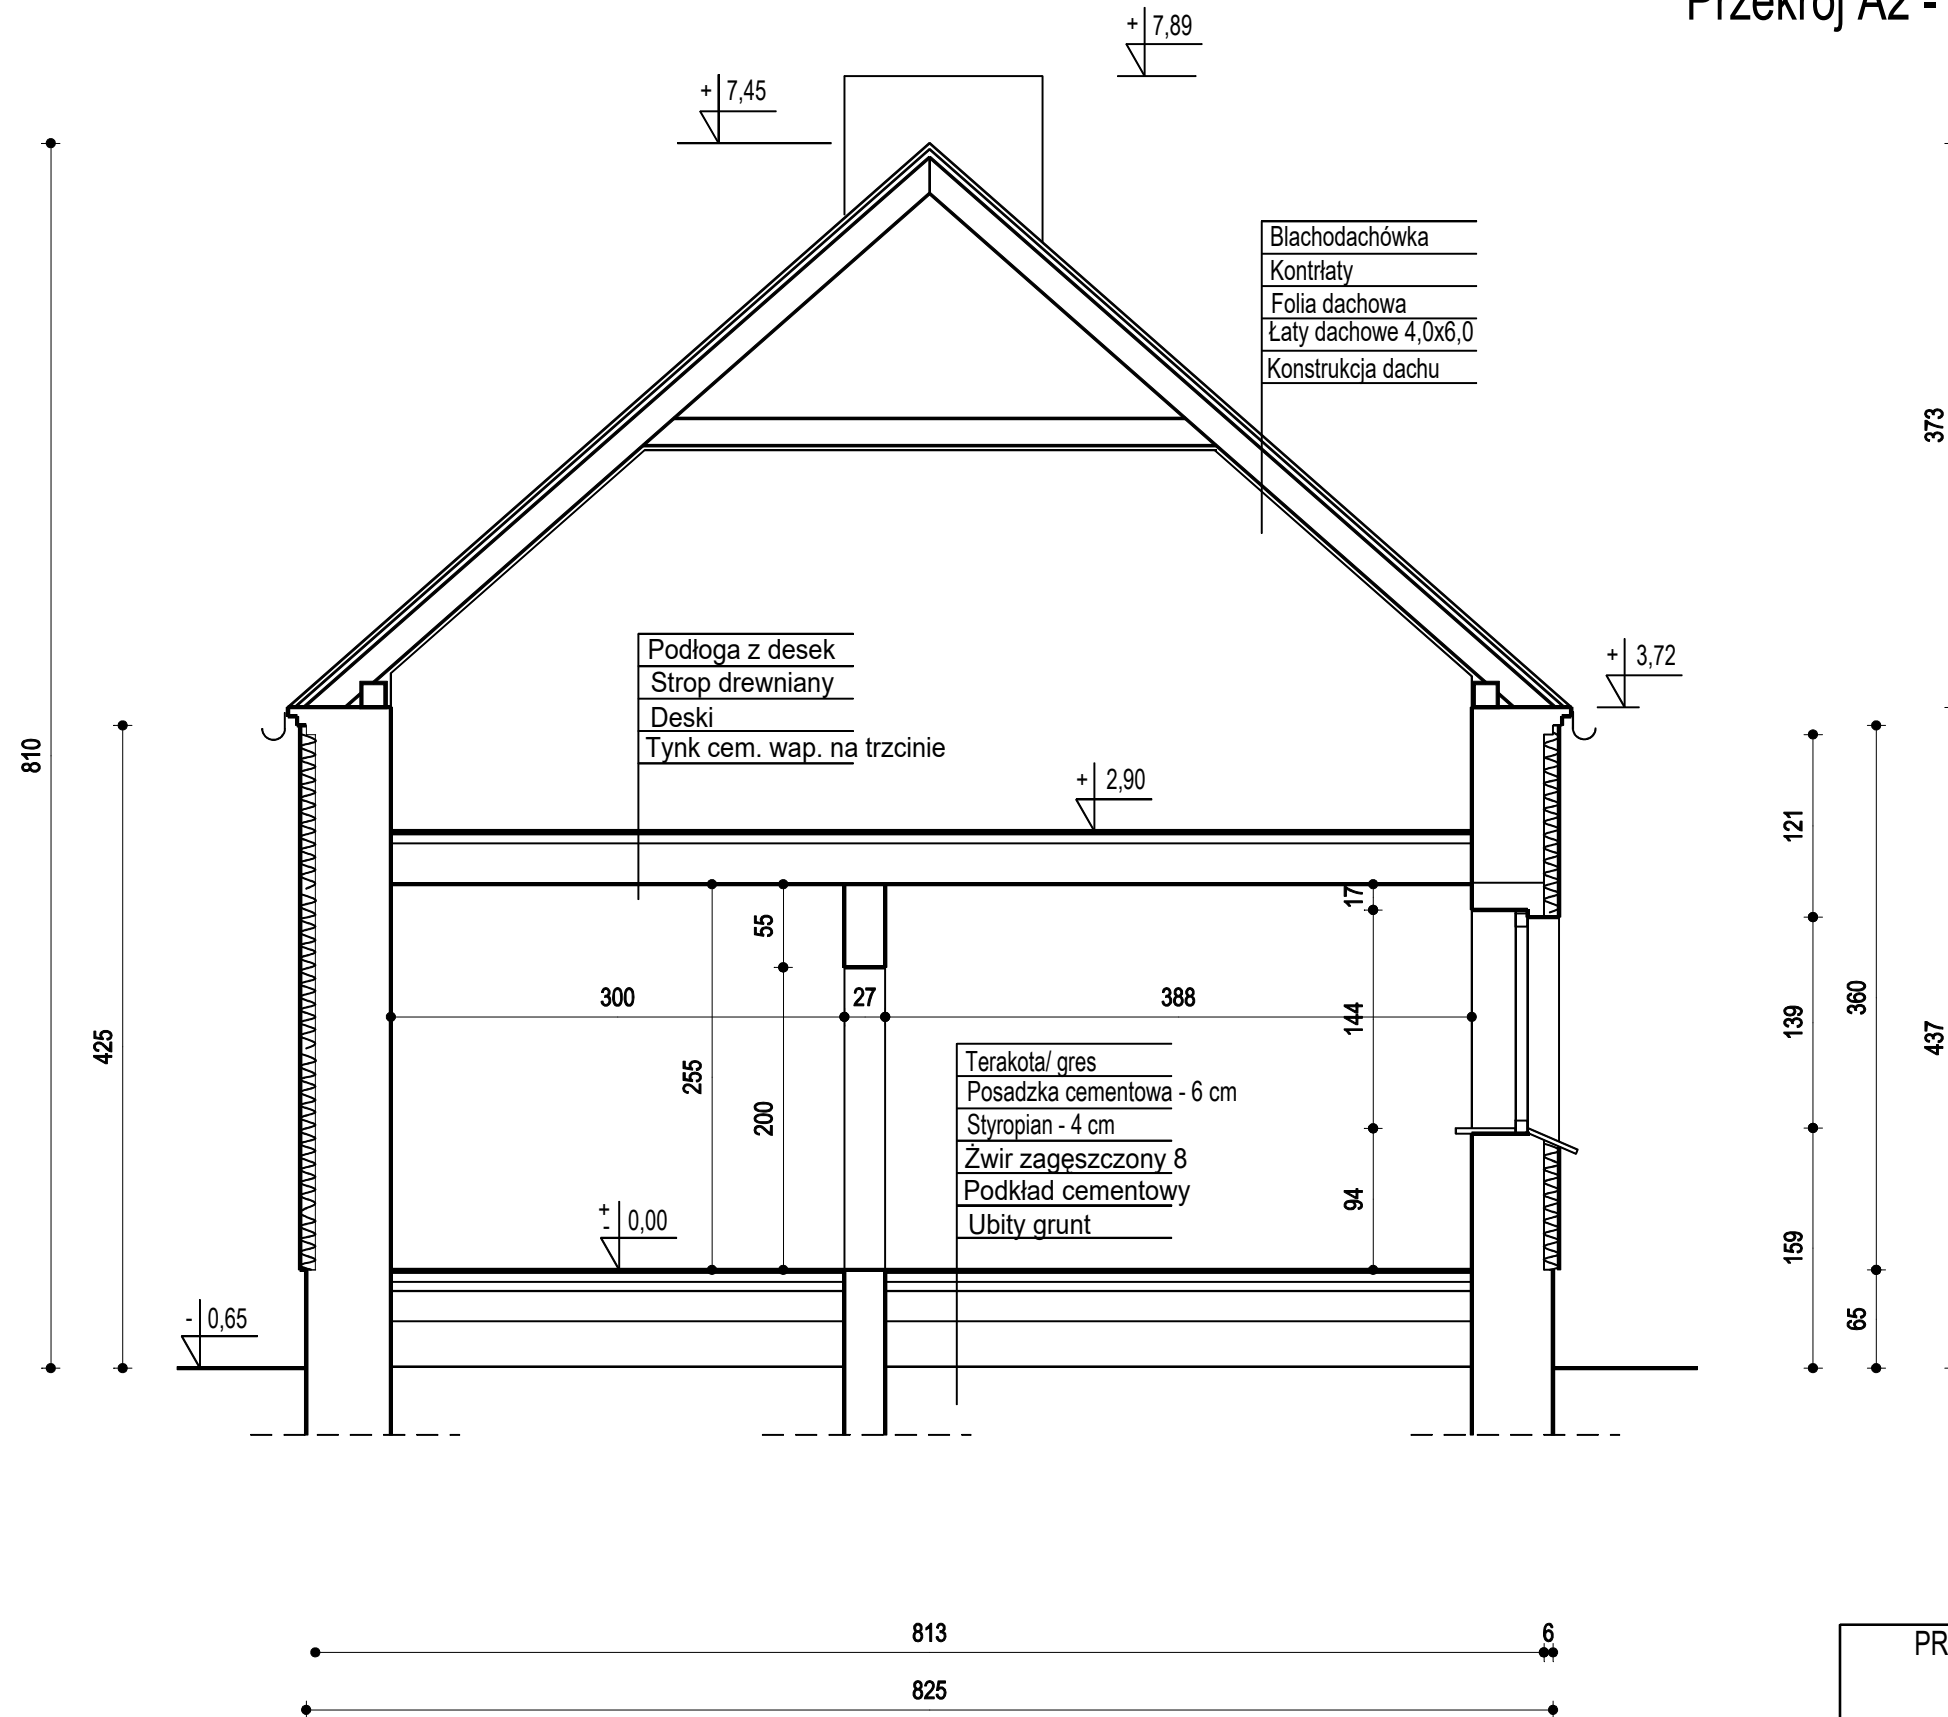 Przekrój A2 -
+ 7,89
+ 7,45
Blachodachówka
Kontrłaty
Folia dachowa
Łaty dachowe 4,0x6,0
Konstrukcja dachu
373
Podłoga z desek
Strop drewniany
Deski
Tynk cem. wap. na trzcinie
+ 3,72
810
+ 2,90
121
17
55
300
27
388
144
139
360
437
425
255
200
Terakota/ gres
Posadzka cementowa - 6 cm
Styropian - 4 cm
Żwir zagęszczony 8
Podkład cementowy
Ubity grunt
94
+
- 0,00
159
- 0,65
65
813
6
PR
825